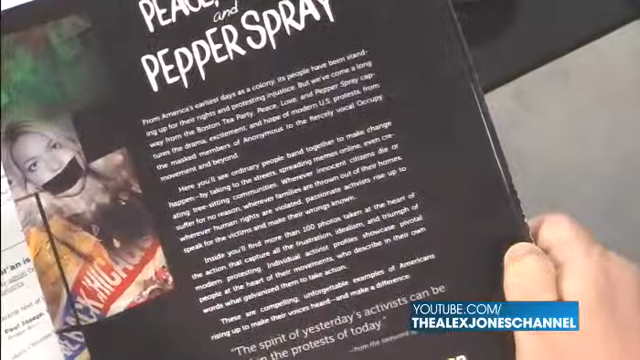 PEACE,
and
PEPPER SPRAY
From America's earliest days as a colony, its people have been stand-
ing up for their rights and protesting injustice. But we've come a long
way from the Boston Tea Party. Peace, Love, and Pepper Spray cap-
tures the drama, excitement, and hope of modern U.S. protests, from
the masked members of Anonymous to the fiercely vocal Occupy
movement and beyond.
Here you'll see ordinary people band together to make change
happen—by taking to the streets, spreading memes online, even cre-
ating tree-sitting communities. Wherever innocent citizens die or
suffer for no reason, wherever families are thrown out of their homes,
wherever human rights are violated, passionate activists rise up to
speak for the victims and make their wrongs known.
Inside you'll find more than 100 photos taken at the heart of
the action, that capture all the frustration, idealism, and triumph of
modern protesting. Individual activist profiles showcase pivotal
people at the heart of their movements, who describe in their own
words what galvanized them to take action.
These are compelling, unforgettable examples of Americans
rising up to make their voices heard—and make a difference.
"The spirit of yesterday's activists can be
in the protests of today"
—from the foreword
YOUTUBE.COM/
THEALEXJONESCHANNEL